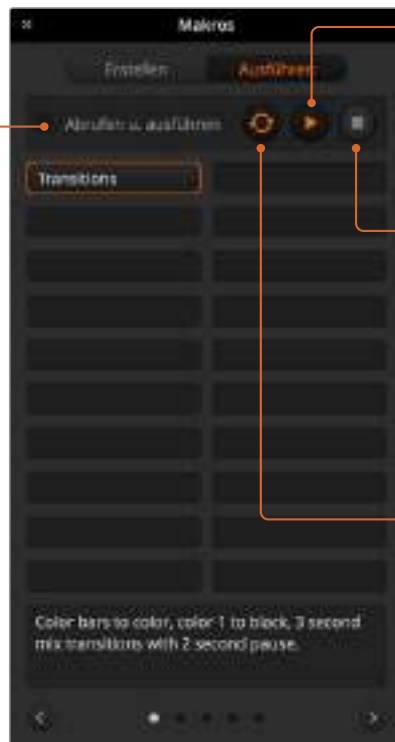 Makros
Erstellen
Ausführen
Abrufen u. ausführen
Transitions
Color bars to color, color 1 to black, 3 second
mix transitions with 2 second pause.